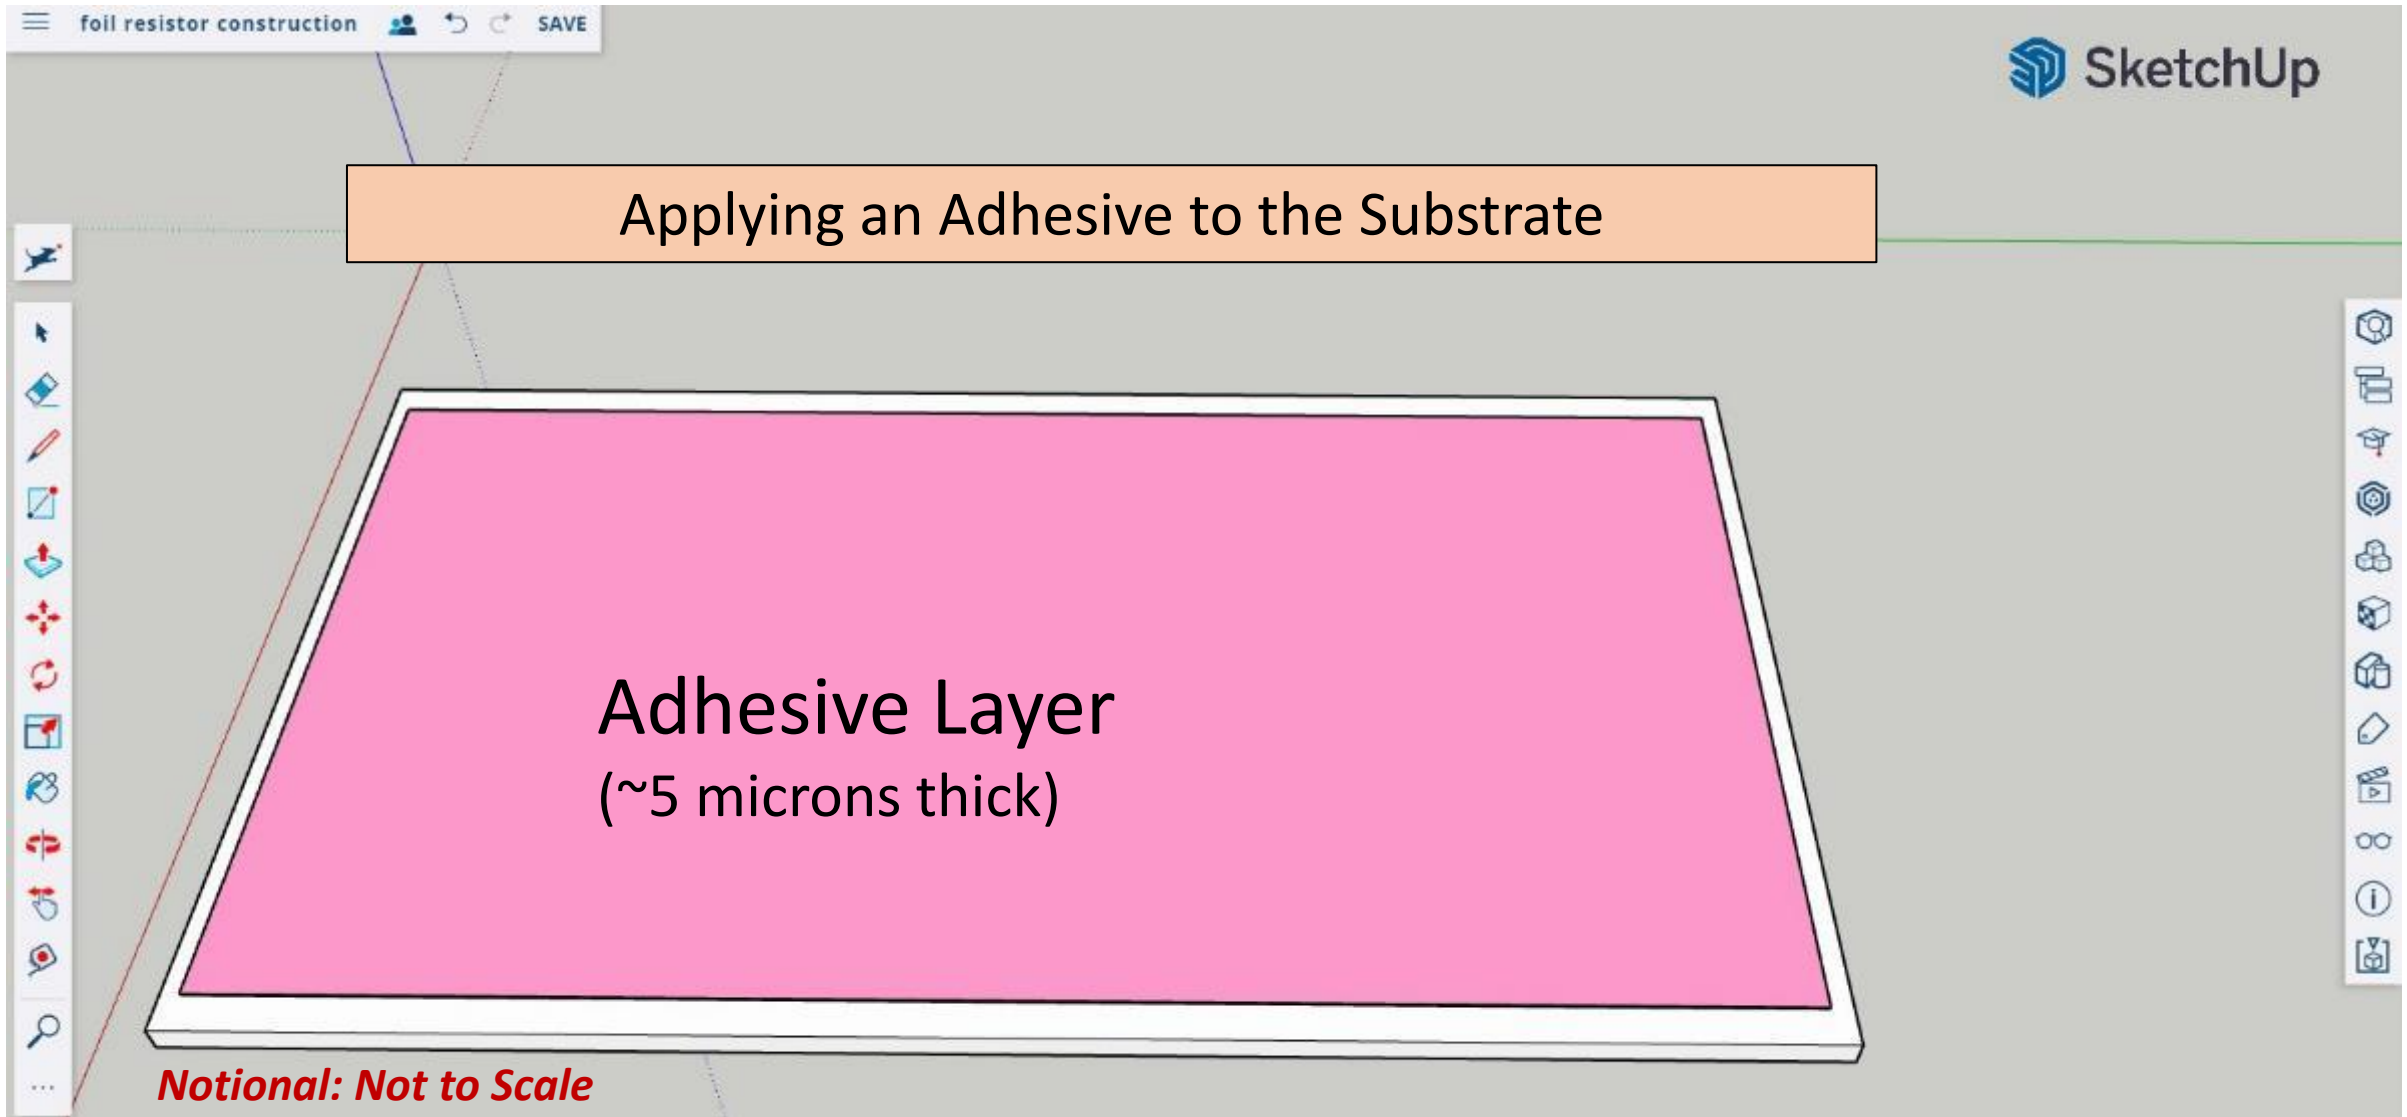 foil resistor construction SAVE
SketchUp
Applying an Adhesive to the Substrate
Adhesive Layer
(~5 microns thick)
Notional: Not to Scale